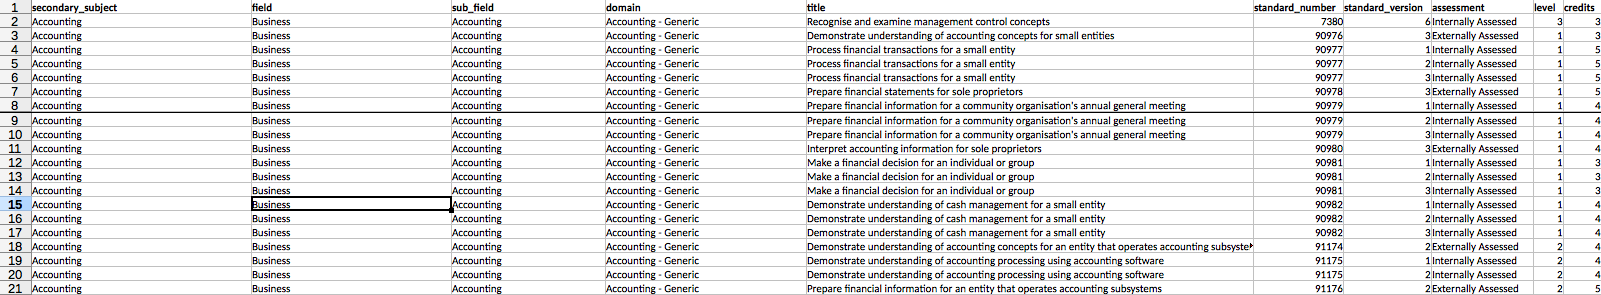 1 secondary_subject field sub_field domain title standard_number standard_version assessment level credits
2 Accounting Business Accounting Accounting - Generic Recognise and examine management control concepts 7380 6 Internally Assessed 3 3
3 Accounting Business Accounting Accounting - Generic Demonstrate understanding of accounting concepts for small entities 90976 3 Externally Assessed 1 3
4 Accounting Business Accounting Accounting - Generic Process financial transactions for a small entity 90977 1 Internally Assessed 1 5
5 Accounting Business Accounting Accounting - Generic Process financial transactions for a small entity 90977 2 Internally Assessed 1 5
6 Accounting Business Accounting Accounting - Generic Process financial transactions for a small entity 90977 3 Internally Assessed 1 5
7 Accounting Business Accounting Accounting - Generic Prepare financial statements for sole proprietors 90978 3 Externally Assessed 1 5
8 Accounting Business Accounting Accounting - Generic Prepare financial information for a community organisation's annual general meeting 90979 1 Internally Assessed 1 4
9 Accounting Business Accounting Accounting - Generic Prepare financial information for a community organisation's annual general meeting 90979 2 Internally Assessed 1 4
10 Accounting Business Accounting Accounting - Generic Prepare financial information for a community organisation's annual general meeting 90979 3 Internally Assessed 1 4
11 Accounting Business Accounting Accounting - Generic Interpret accounting information for sole proprietors 90980 3 Externally Assessed 1 4
12 Accounting Business Accounting Accounting - Generic Make a financial decision for an individual or group 90981 1 Internally Assessed 1 3
13 Accounting Business Accounting Accounting - Generic Make a financial decision for an individual or group 90981 2 Internally Assessed 1 3
14 Accounting Business Accounting Accounting - Generic Make a financial decision for an individual or group 90981 3 Internally Assessed 1 3
15 Accounting Business Accounting Accounting - Generic Demonstrate understanding of cash management for a small entity 90982 1 Internally Assessed 1 4
16 Accounting Business Accounting Accounting - Generic Demonstrate understanding of cash management for a small entity 90982 2 Internally Assessed 1 4
17 Accounting Business Accounting Accounting - Generic Demonstrate understanding of cash management for a small entity 90982 3 Internally Assessed 1 4
18 Accounting Business Accounting Accounting - Generic Demonstrate understanding of accounting concepts for an entity that operates accounting subsyste 91174 2 Externally Assessed 2 4
19 Accounting Business Accounting Accounting - Generic Demonstrate understanding of accounting processing using accounting software 91175 1 Internally Assessed 2 4
20 Accounting Business Accounting Accounting - Generic Demonstrate understanding of accounting processing using accounting software 91175 2 Internally Assessed 2 4
21 Accounting Business Accounting Accounting - Generic Prepare financial information for an entity that operates accounting subsystems 91176 2 Externally Assessed 2 5